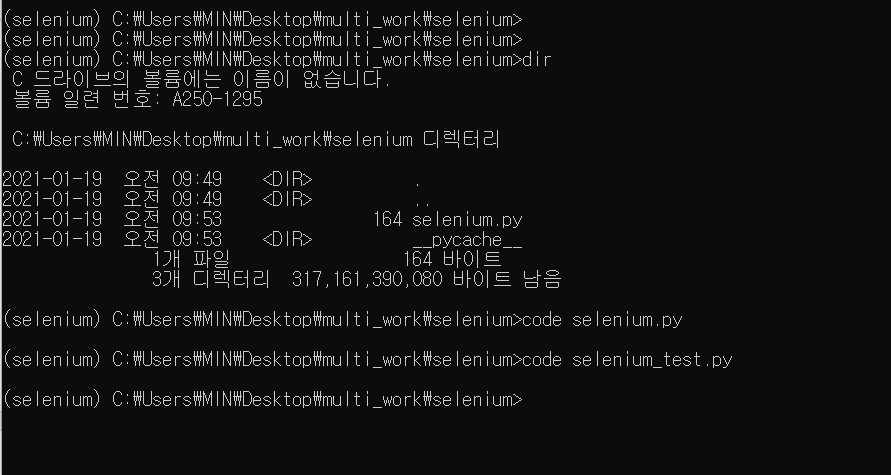 (selenium) C:₩Users₩MIN₩Desktop₩multi_work₩selenium>
(selenium) C:₩Users₩MIN₩Desktop₩multi_work₩selenium>
(selenium) C:₩Users₩MIN₩Desktop₩multi_work₩selenium>dir
C 드라이브의 볼륨에는 이름이 없습니다.
볼륨 일련 번호: A250-1295
C:₩Users₩MIN₩Desktop₩multi_work₩selenium 디렉터리
2021-01-19 오전 09:49 <DIR> .
2021-01-19 오전 09:49 <DIR> ..
2021-01-19 오전 09:53 164 selenium.py
2021-01-19 오전 09:53 <DIR> __pycache__
1개 파일 164 바이트
3개 디렉터리 317,161,390,080 바이트 남음
(selenium) C:₩Users₩MIN₩Desktop₩multi_work₩selenium>code selenium.py
(selenium) C:₩Users₩MIN₩Desktop₩multi_work₩selenium>code selenium_test.py
(selenium) C:₩Users₩MIN₩Desktop₩multi_work₩selenium>